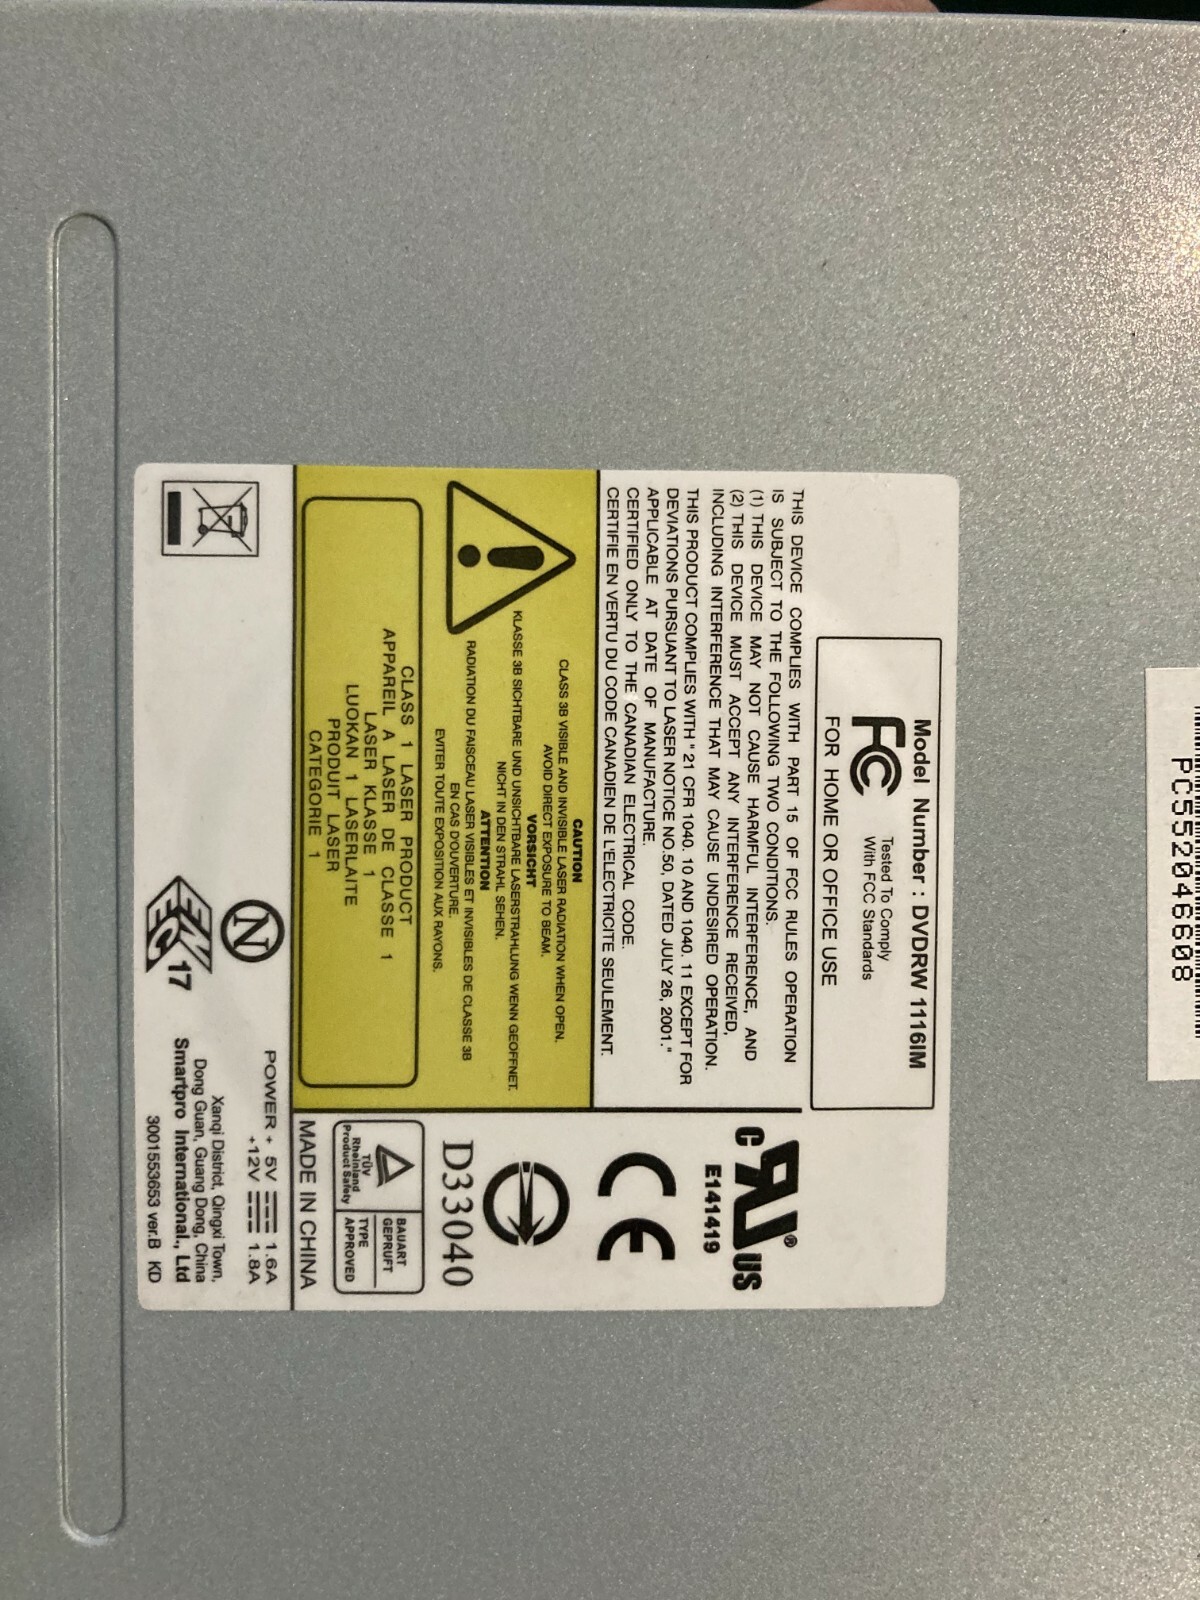 Model Number : DVDRW 1116IM
FC
Tested To Comply
With FCC Standards
FOR HOME OR OFFICE USE
THIS DEVICE COMPLIES WITH PART 15 OF FCC RULES OPERATION
IS SUBJECT TO THE FOLLOWING TWO CONDITIONS.
(1) THIS DEVICE MAY NOT CAUSE HARMFUL INTERFERENCE, AND
(2) THIS DEVICE MUST ACCEPT ANY INTERFERENCE RECEIVED,
INCLUDING INTERFERENCE THAT MAY CAUSE UNDESIRED OPERATION.
THIS PRODUCT COMPLIES WITH " 21 CFR 1040. 10 AND 1040. 11 EXCEPT FOR
DEVIATIONS PURSUANT TO LASER NOTICE NO.50, DATED JULY 26, 2001."
APPLICABLE AT DATE OF MANUFACTURE.
CERTIFIED ONLY TO THE CANADIAN ELECTRICAL CODE.
CERTIFIE EN VERTU DU CODE CANADIEN DE L'ELECTRICITE SEULEMENT.
CAUTION
CLASS 3B VISIBLE AND INVISIBLE LASER RADIATION WHEN OPEN.
AVOID DIRECT EXPOSURE TO BEAM.
VORSICHT
KLASSE 3B SICHTBARE UND UNSICHTBARE LASERSTRAHLUNG WENN GEOFFNET.
NICHT IN DEN STRAHL SEHEN.
ATTENTION
RADIATION DU FAISCEAU LASER VISIBLES ET INVISIBLES DE CLASSE 3B
EN CAS D'OUVERTURE.
EVITER TOUTE EXPOSITION AUX RAYONS.
CLASS 1 LASER PRODUCT
APPAREIL A LASER DE CLASSE 1
LASER KLASSE 1
LUOKAN 1 LASERLAITE
PRODUIT LASER
CATEGORIE 1
C RU US ®
E141419
CE
D33040
TÜV
Rheinland
Product Safety
BAUART
GEPRUFT
TYPE
APPROVED
MADE IN CHINA
N
17
POWER + 5V 1.6A
+12V 1.8A
Xanqi District, Qingxi Town,
Dong Guan, Guang Dong, China
Smartpro International., Ltd
3001553653 ver.B KD
PC5520466608